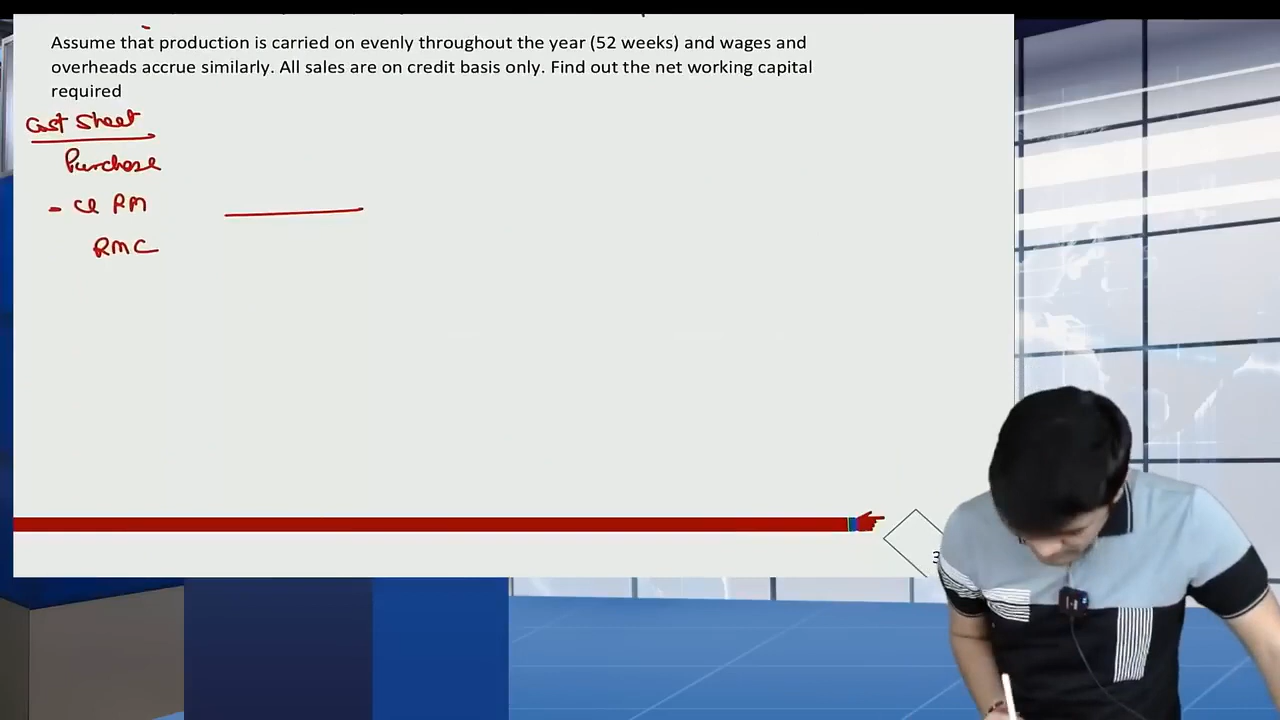 Assume that production is carried on evenly throughout the year (52 weeks) and wages and
overheads accrue similarly. All sales are on credit basis only. Find out the net working capital
required
Cost Sheet
Purchase
- Cl RM
RMC
3